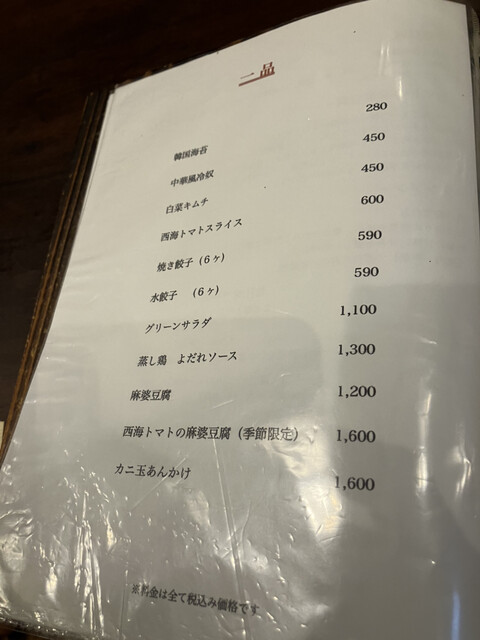 一品
韓国海苔 280
中華風冷奴 450
白菜キムチ 450
西海トマトスライス 600
焼き餃子 (6ヶ) 590
水餃子 (6ヶ) 590
グリーンサラダ 1,100
蒸し鶏 よだれソース 1,300
麻婆豆腐 1,200
西海トマトの麻婆豆腐(季節限定) 1,600
カニ玉あんかけ 1,600
※料金は全て税込み価格です